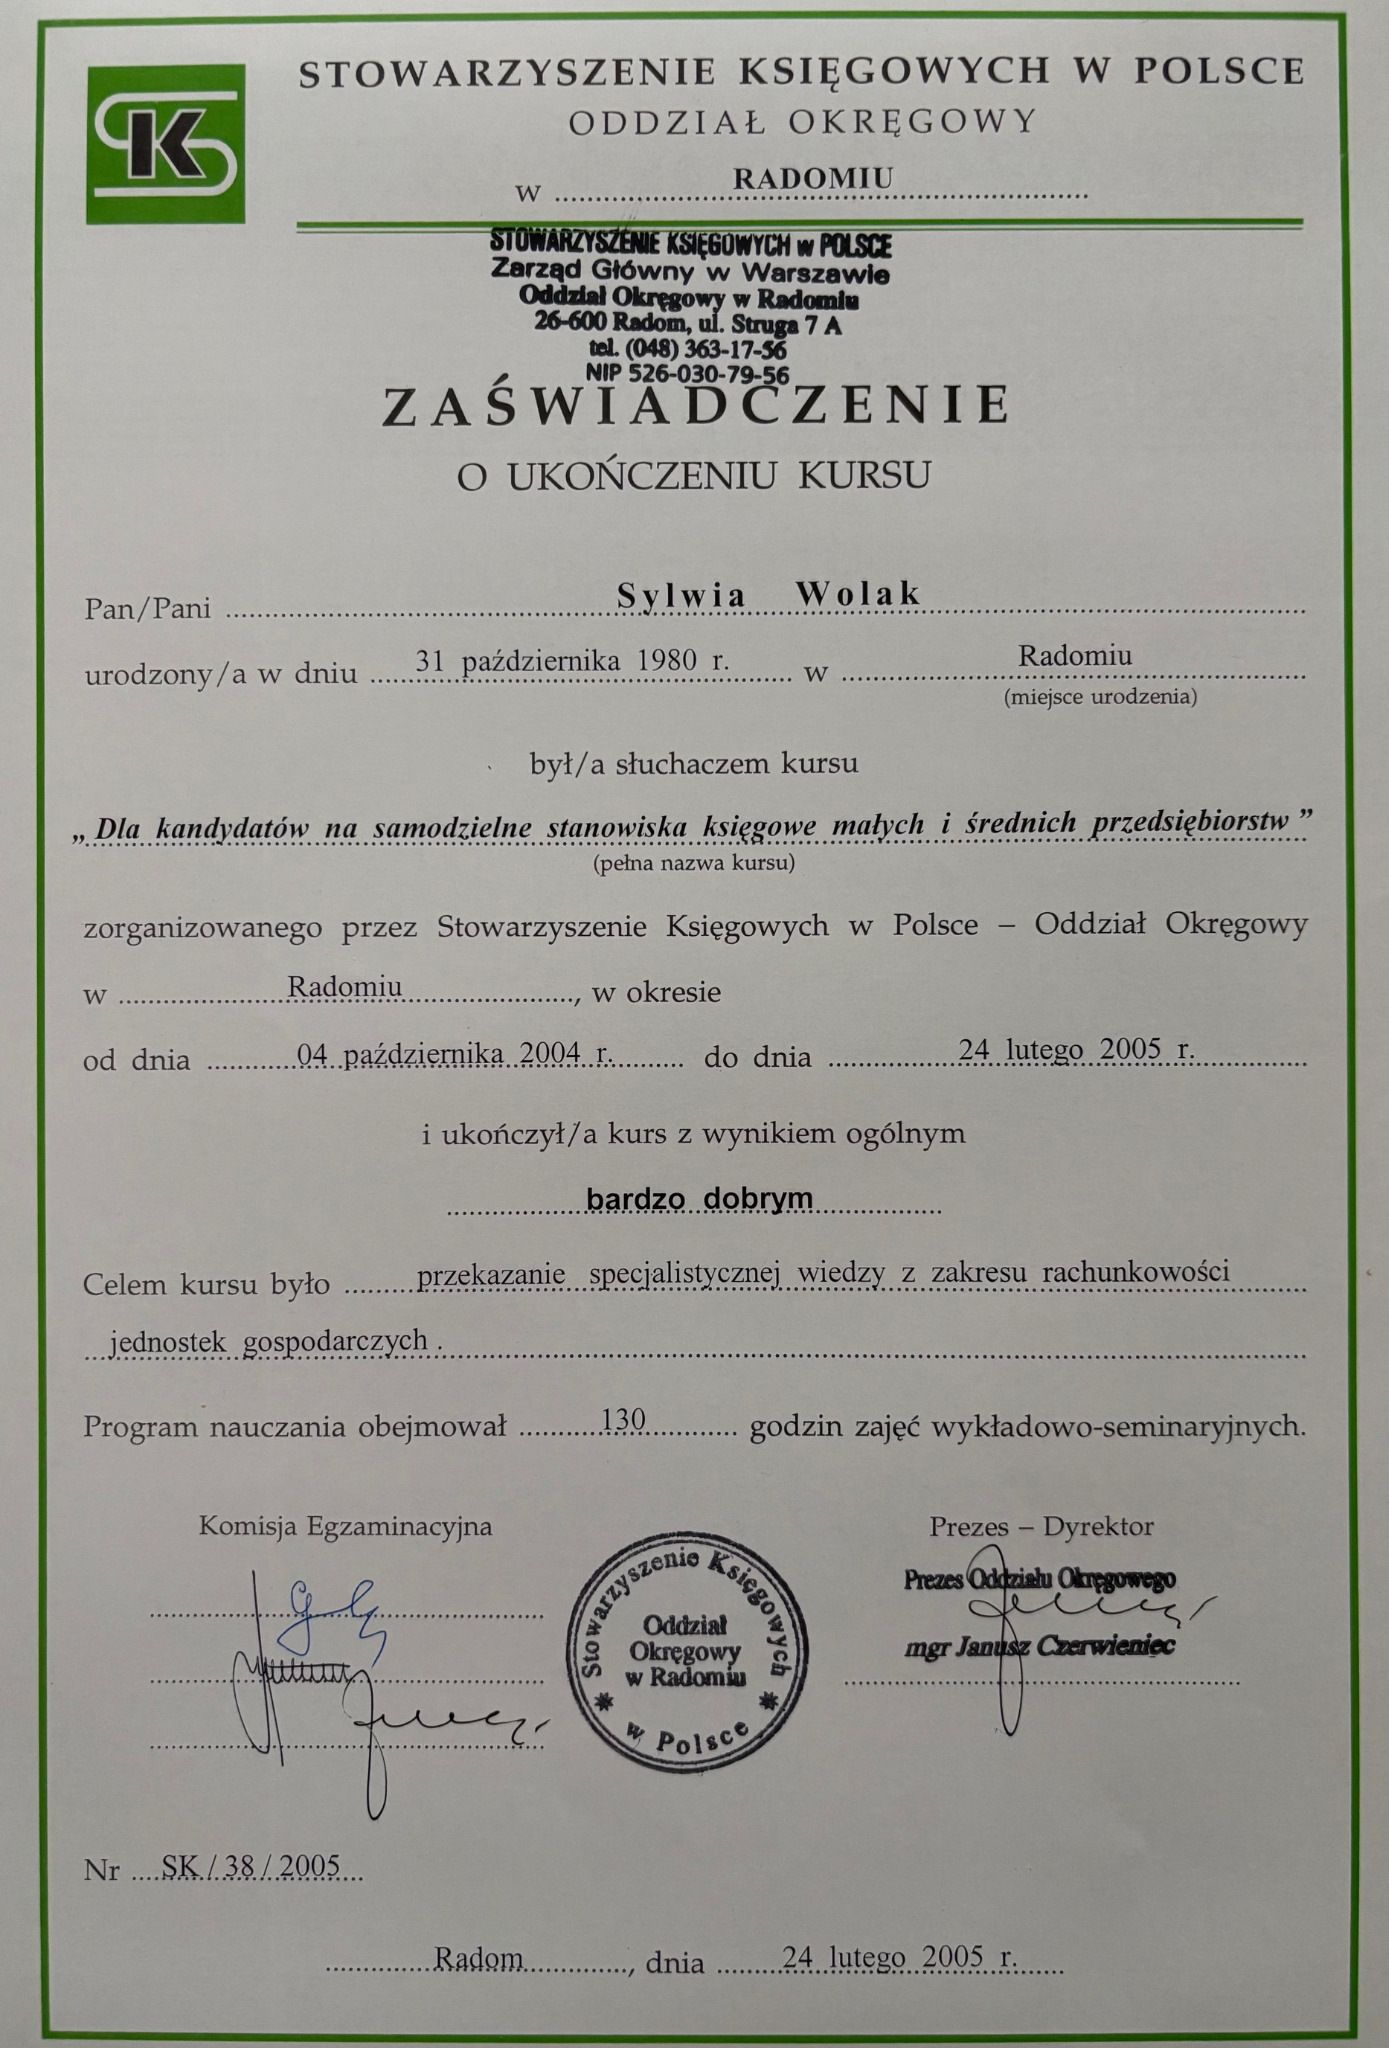 K
STOWARZYSZENIE KSIĘGOWYCH W POLSCE
ODDZIAŁ OKRĘGOWY
w ........ RADOMIU ........
STOWARZYSZENIE KSIĘGOWYCH w POLSCE
Zarząd Główny w Warszawie
Oddział Okręgowy w Radomiu
26-600 Radom, ul. Struga 7 A
tel. (048) 363-17-56
NIP 526-030-79-56
ZAŚWIADCZENIE
O UKOŃCZENIU KURSU
Pan/Pani ........ Sylwia Wolak ........
urodzony/a w dniu ........ 31 października 1980 r. ........ w ........ Radomiu ........
(miejsce urodzenia)
był/a słuchaczem kursu
„ Dla kandydatów na samodzielne stanowiska księgowe małych i średnich przedsiębiorstw ”
(pełna nazwa kursu)
zorganizowanego przez Stowarzyszenie Księgowych w Polsce – Oddział Okręgowy
w ........ Radomiu ........, w okresie
od dnia ........ 04 października 2004 r. ........ do dnia ........ 24 lutego 2005 r. ........
i ukończył/a kurs z wynikiem ogólnym
........ bardzo dobrym ........
Celem kursu było ........ przekazanie specjalistycznej wiedzy z zakresu rachunkowości
jednostek gospodarczych . ........
Program nauczania obejmował ........ 130 ........ godzin zajęć wykładowo-seminaryjnych.
Komisja Egzaminacyjna
Prezes – Dyrektor
Prezes Oddziału Okręgowego
mgr Janusz Czerwieniec
Stowarzyszenie Księgowych
Oddział
Okręgowy
w Radomiu
w Polsce
Nr .... SK / 38 / 2005 ....
........ Radom ........, dnia ........ 24 lutego 2005 r. ........